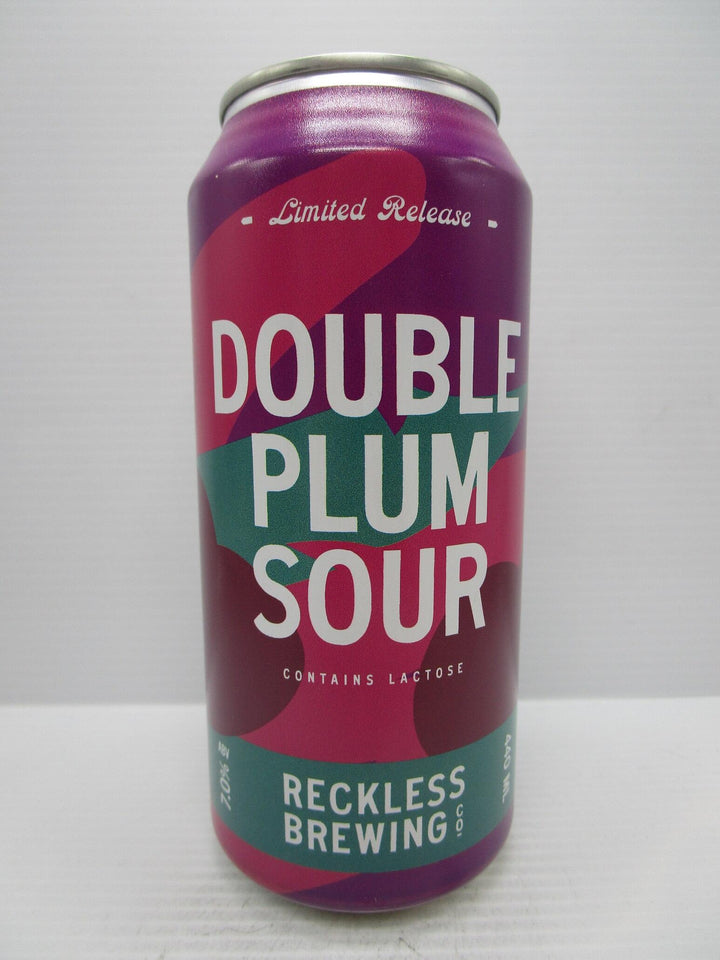 - Limited Release -
DOUBLE
PLUM
SOUR
CONTAINS LACTOSE
ABV
7.0%
440 ML
RECKLESS
BREWING CO.